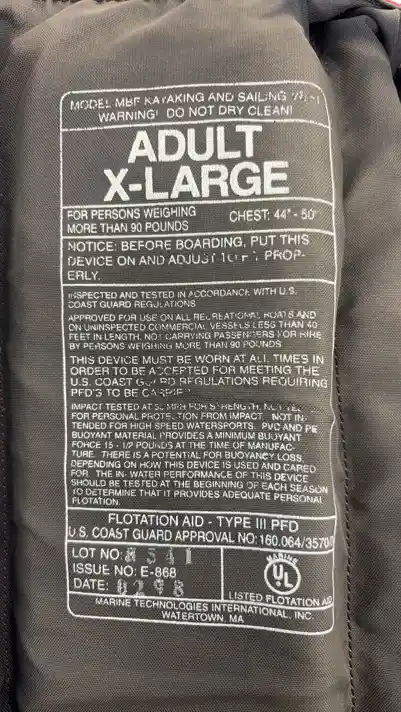 MODEL MBF KAYAKING AND SAILING
WARNING! DO NOT DRY CLEAN!
ADULT
X-LARGE
FOR PERSONS WEIGHING
MORE THAN 90 POUNDS
CHEST: 44" - 50"
NOTICE: BEFORE BOARDING, PUT THIS
DEVICE ON AND ADJUST TO FIT PROP-
ERLY.
INSPECTED AND TESTED IN ACCORDANCE WITH U.S.
COAST GUARD REGULATIONS
APPROVED FOR USE ON ALL RECREATIONAL BOATS AND
ON UNINSPECTED COMMERCIAL VESSELS LESS THAN 40
FEET IN LENGTH, NOT CARRYING PASSENGERS FOR HIRE
BY PERSONS WEIGHING MORE THAN 90 POUNDS
THIS DEVICE MUST BE WORN AT ALL TIMES IN
ORDER TO BE ACCEPTED FOR MEETING THE
U.S. COAST GUARD REGULATIONS REQUIRING
PFD'S TO BE CARRIED
IMPACT TESTED AT MPH FOR STRENGTH, NOT
FOR PERSONAL PROTECTION FROM IMPACT. NOT IN-
TENDED FOR HIGH SPEED WATERSPORTS. PVC AND PE
BUOYANT MATERIAL PROVIDES A MINIMUM BUOYANT
FORCE 15 - 1/2 POUNDS AT THE TIME OF MANUFAC-
TURE. THERE IS A POTENTIAL FOR BUOYANCY LOSS,
DEPENDING ON HOW THIS DEVICE IS USED AND CARED
FOR. THE IN- WATER PERFORMANCE OF THIS DEVICE
SHOULD BE TESTED AT THE BEGINNING OF EACH SEASON
TO DETERMINE THAT IT PROVIDES ADEQUATE PERSONAL
FLOTATION.
FLOTATION AID - TYPE III PFD
U.S. COAST GUARD APPROVAL NO: 160.064/3570/
LOT NO: 8541
ISSUE NO: E-868
DATE: 0298
MARINE
UL
LISTED FLOTATION AID
MARINE TECHNOLOGIES INTERNATIONAL, INC.
WATERTOWN, MA